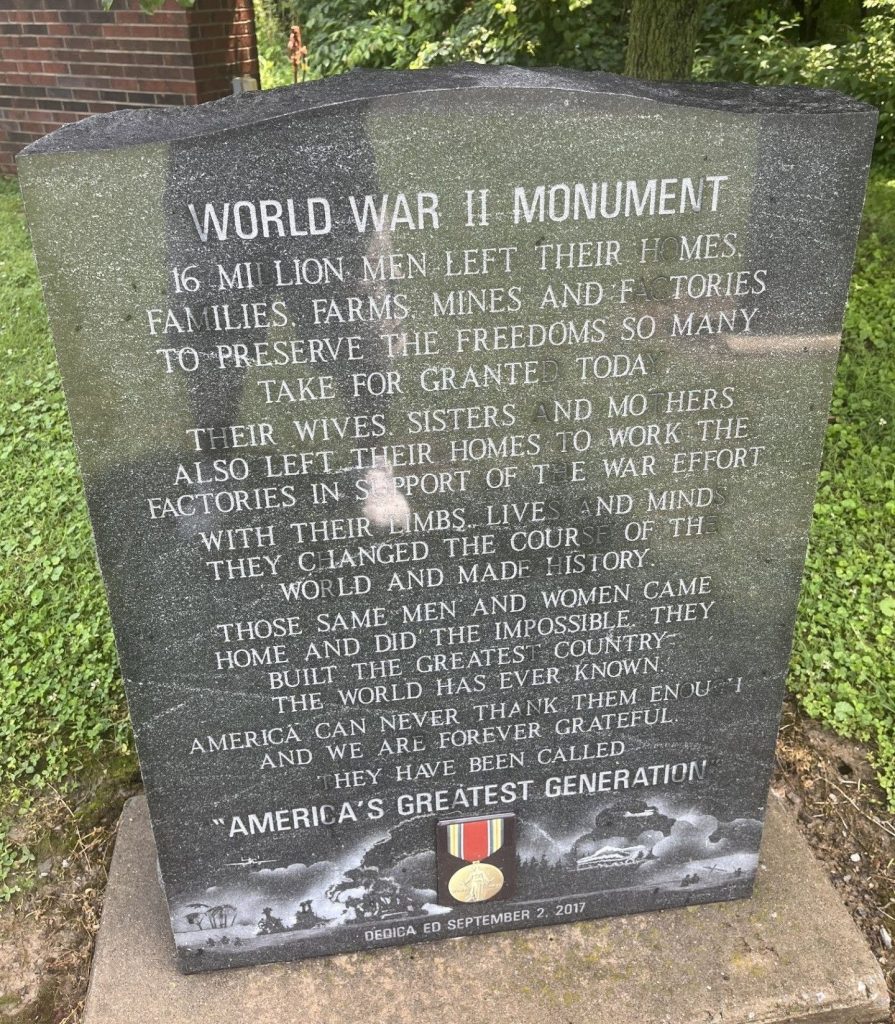 WORLD WAR II MONUMENT
16 MILLION MEN LEFT THEIR HOMES,
FAMILIES, FARMS, MINES AND FACTORIES
TO PRESERVE THE FREEDOMS SO MANY
TAKE FOR GRANTED TODAY.
THEIR WIVES, SISTERS AND MOTHERS
ALSO LEFT THEIR HOMES TO WORK THE
FACTORIES IN SUPPORT OF THE WAR EFFORT
WITH THEIR LIMBS, LIVES AND MINDS
THEY CHANGED THE COURSE OF THE
WORLD AND MADE HISTORY.
THOSE SAME MEN AND WOMEN CAME
HOME AND DID THE IMPOSSIBLE. THEY
BUILT THE GREATEST COUNTRY
THE WORLD HAS EVER KNOWN.
AMERICA CAN NEVER THANK THEM ENOUGH
AND WE ARE FOREVER GRATEFUL.
THEY HAVE BEEN CALLED
"AMERICA'S GREATEST GENERATION"
DEDICATED SEPTEMBER 2, 2017